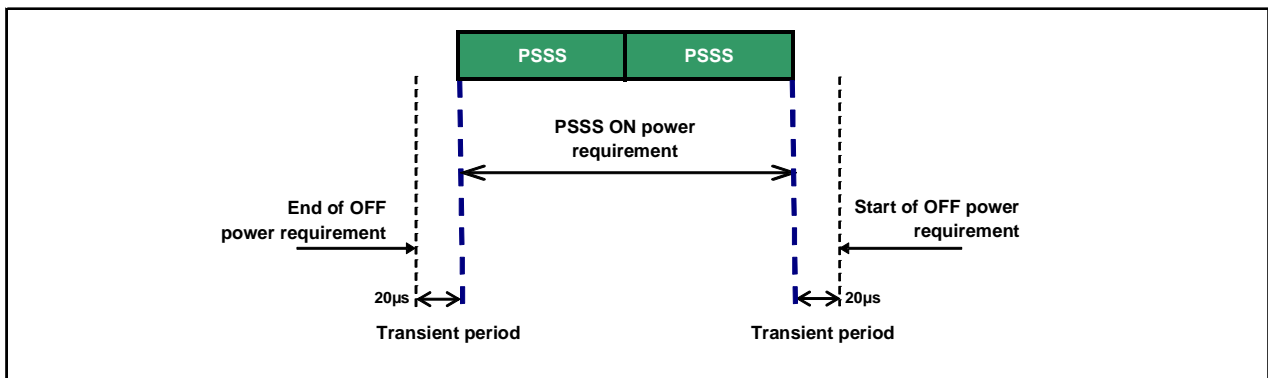 PSSS PSSS
PSSS ON power
requirement
End of OFF
power requirement
Start of OFF power
requirement
20µs
20µs
Transient period
Transient period